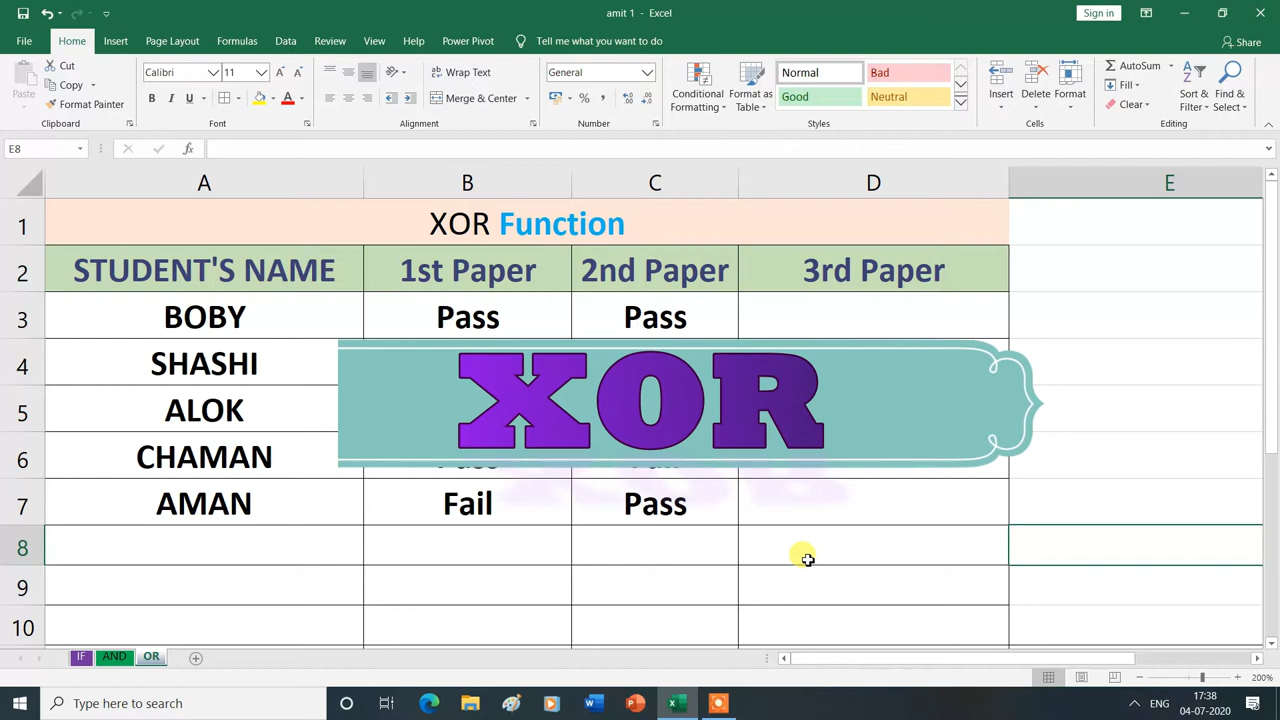 amit 1 - Excel
Sign in
File Home Insert Page Layout Formulas Data Review View Help Power Pivot Tell me what you want to do Share
Paste
Cut
Copy
Format Painter
Clipboard
Calibri 11
B I U
Font
Wrap Text
Merge & Center
Alignment
General
Number
Conditional Formatting
Format as Table
Normal Bad
Good Neutral
Styles
Insert Delete Format
Cells
AutoSum
Fill
Clear
Sort & Filter
Find & Select
Editing
E8
fx
A B C D E
1 XOR Function
2 STUDENT'S NAME 1st Paper 2nd Paper 3rd Paper
3 BOBY Pass Pass
4 SHASHI
XOR
5 ALOK
6 CHAMAN
7 AMAN Fail Pass
8
9
10
IF AND OR
200%
Type here to search
ENG
17:38
04-07-2020